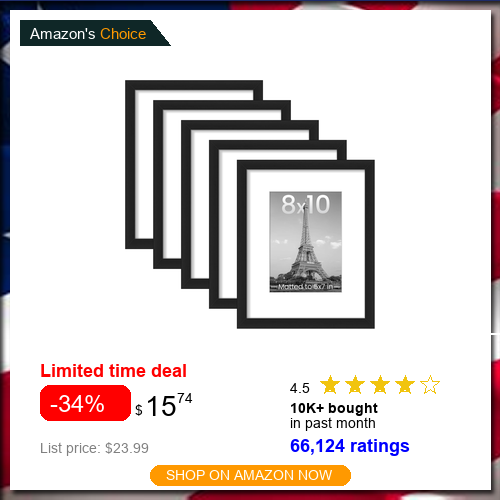 Amazon's Choice
8x10
Matted to 5x7 in
Limited time deal
-34% $ 15 74
List price: $23.99
4.5
10K+ bought
in past month
66,124 ratings
SHOP ON AMAZON NOW